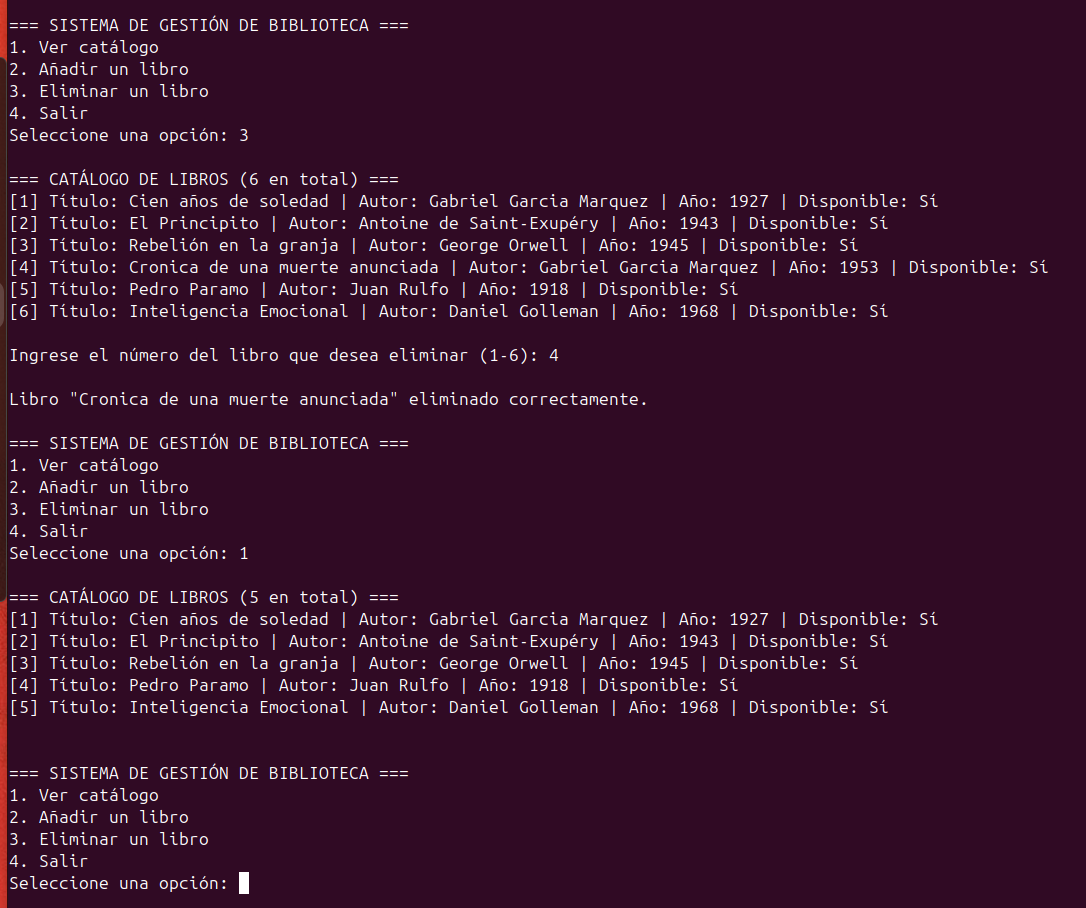 === SISTEMA DE GESTIÓN DE BIBLIOTECA ===
1. Ver catálogo
2. Añadir un libro
3. Eliminar un libro
4. Salir
Seleccione una opción: 3
=== CATÁLOGO DE LIBROS (6 en total) ===
[1] Título: Cien años de soledad | Autor: Gabriel Garcia Marquez | Año: 1927 | Disponible: Sí
[2] Título: El Principito | Autor: Antoine de Saint-Exupéry | Año: 1943 | Disponible: Sí
[3] Título: Rebelión en la granja | Autor: George Orwell | Año: 1945 | Disponible: Sí
[4] Título: Cronica de una muerte anunciada | Autor: Gabriel Garcia Marquez | Año: 1953 | Disponible: Sí
[5] Título: Pedro Paramo | Autor: Juan Rulfo | Año: 1918 | Disponible: Sí
[6] Título: Inteligencia Emocional | Autor: Daniel Golleman | Año: 1968 | Disponible: Sí
Ingrese el número del libro que desea eliminar (1-6): 4
Libro "Cronica de una muerte anunciada" eliminado correctamente.
=== SISTEMA DE GESTIÓN DE BIBLIOTECA ===
1. Ver catálogo
2. Añadir un libro
3. Eliminar un libro
4. Salir
Seleccione una opción: 1
=== CATÁLOGO DE LIBROS (5 en total) ===
[1] Título: Cien años de soledad | Autor: Gabriel Garcia Marquez | Año: 1927 | Disponible: Sí
[2] Título: El Principito | Autor: Antoine de Saint-Exupéry | Año: 1943 | Disponible: Sí
[3] Título: Rebelión en la granja | Autor: George Orwell | Año: 1945 | Disponible: Sí
[4] Título: Pedro Paramo | Autor: Juan Rulfo | Año: 1918 | Disponible: Sí
[5] Título: Inteligencia Emocional | Autor: Daniel Golleman | Año: 1968 | Disponible: Sí
=== SISTEMA DE GESTIÓN DE BIBLIOTECA ===
1. Ver catálogo
2. Añadir un libro
3. Eliminar un libro
4. Salir
Seleccione una opción: